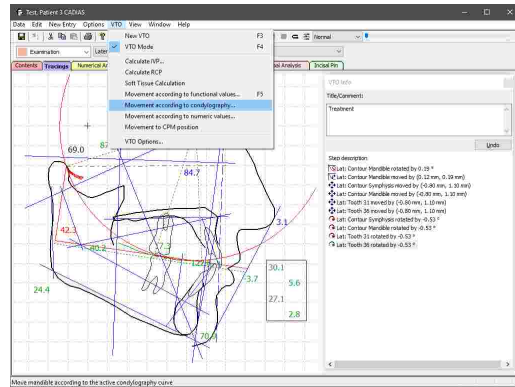 Test, Patient 3 CADIAS
Data Edit New Entry Options VTO View Window Help
New VTO F3
VTO Mode F4
Calculate IVP...
Calculate RCP
Soft Tissue Calculation
Movement according to functional values... F5
Movement according to condylography...
Movement according to numeric values...
Movement to CPM position
VTO Options...
Normal
Examination
Contents Tracings Numerical Analysis Incisal Pin
VTO Info
Title/Comment:
Treatment
Undo
Step description:
Lat: Contour Mandible rotated by 0.19 °
Lat: Contour Mandible moved by (0.12 mm, 0.19 mm)
Lat: Contour Symphysis moved by (-0.80 mm, 1.10 mm)
Lat: Contour Mandible moved by (-0.80 mm, 1.10 mm)
Lat: Tooth 31 moved by (-0.80 mm, 1.10 mm)
Lat: Tooth 36 moved by (-0.80 mm, 1.10 mm)
Lat: Contour Symphysis rotated by -0.53 °
Lat: Contour Mandible rotated by -0.53 °
Lat: Tooth 31 rotated by -0.53 °
Lat: Tooth 36 rotated by -0.53 °
69.0
84.7
3.1
42.3
40.2
-3.7
24.4
30.1
5.6
27.1
2.8
Move mandible according to the active condylography curve